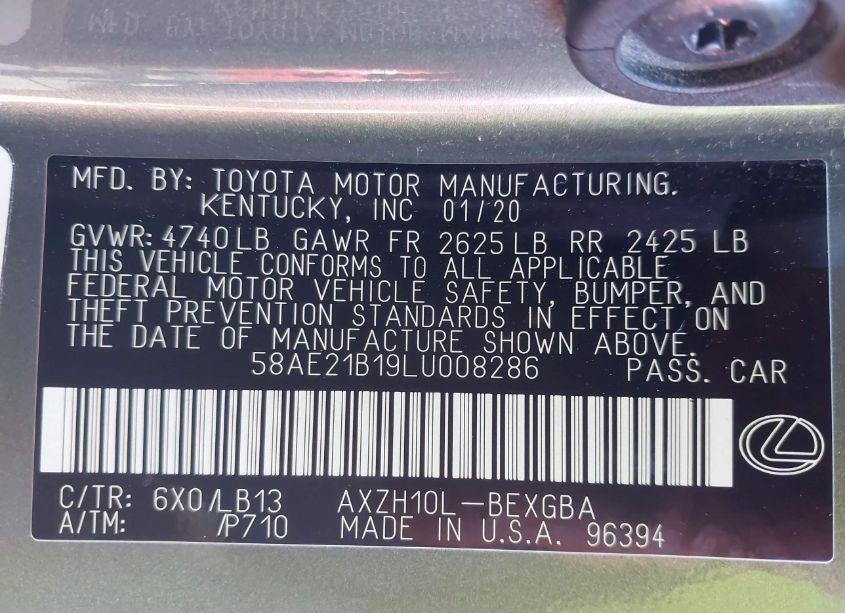 MFD. BY: TOYOTA MOTOR MANUFACTURING.
KENTUCKY, INC 01/20
GVWR: 4740LB GAWR FR 2625LB RR 2425 LB
THIS VEHICLE CONFORMS TO ALL APPLICABLE
FEDERAL MOTOR VEHICLE SAFETY, BUMPER, AND
THEFT PREVENTION STANDARDS IN EFFECT ON
THE DATE OF MANUFACTURE SHOWN ABOVE.
58AE21B19LU008286 PASS. CAR
C/TR: 6X0/LB13 AXZH10L-BEXGBA
A/TM: /P710 MADE IN U.S.A. 96394